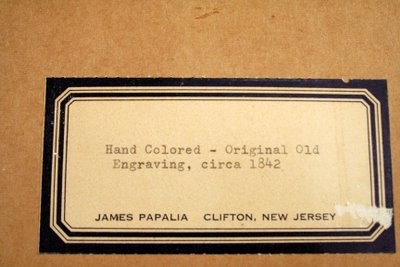 Hand Colored - Original Old
Engraving, circa 1842
JAMES PAPALIA CLIFTON, NEW JERSEY